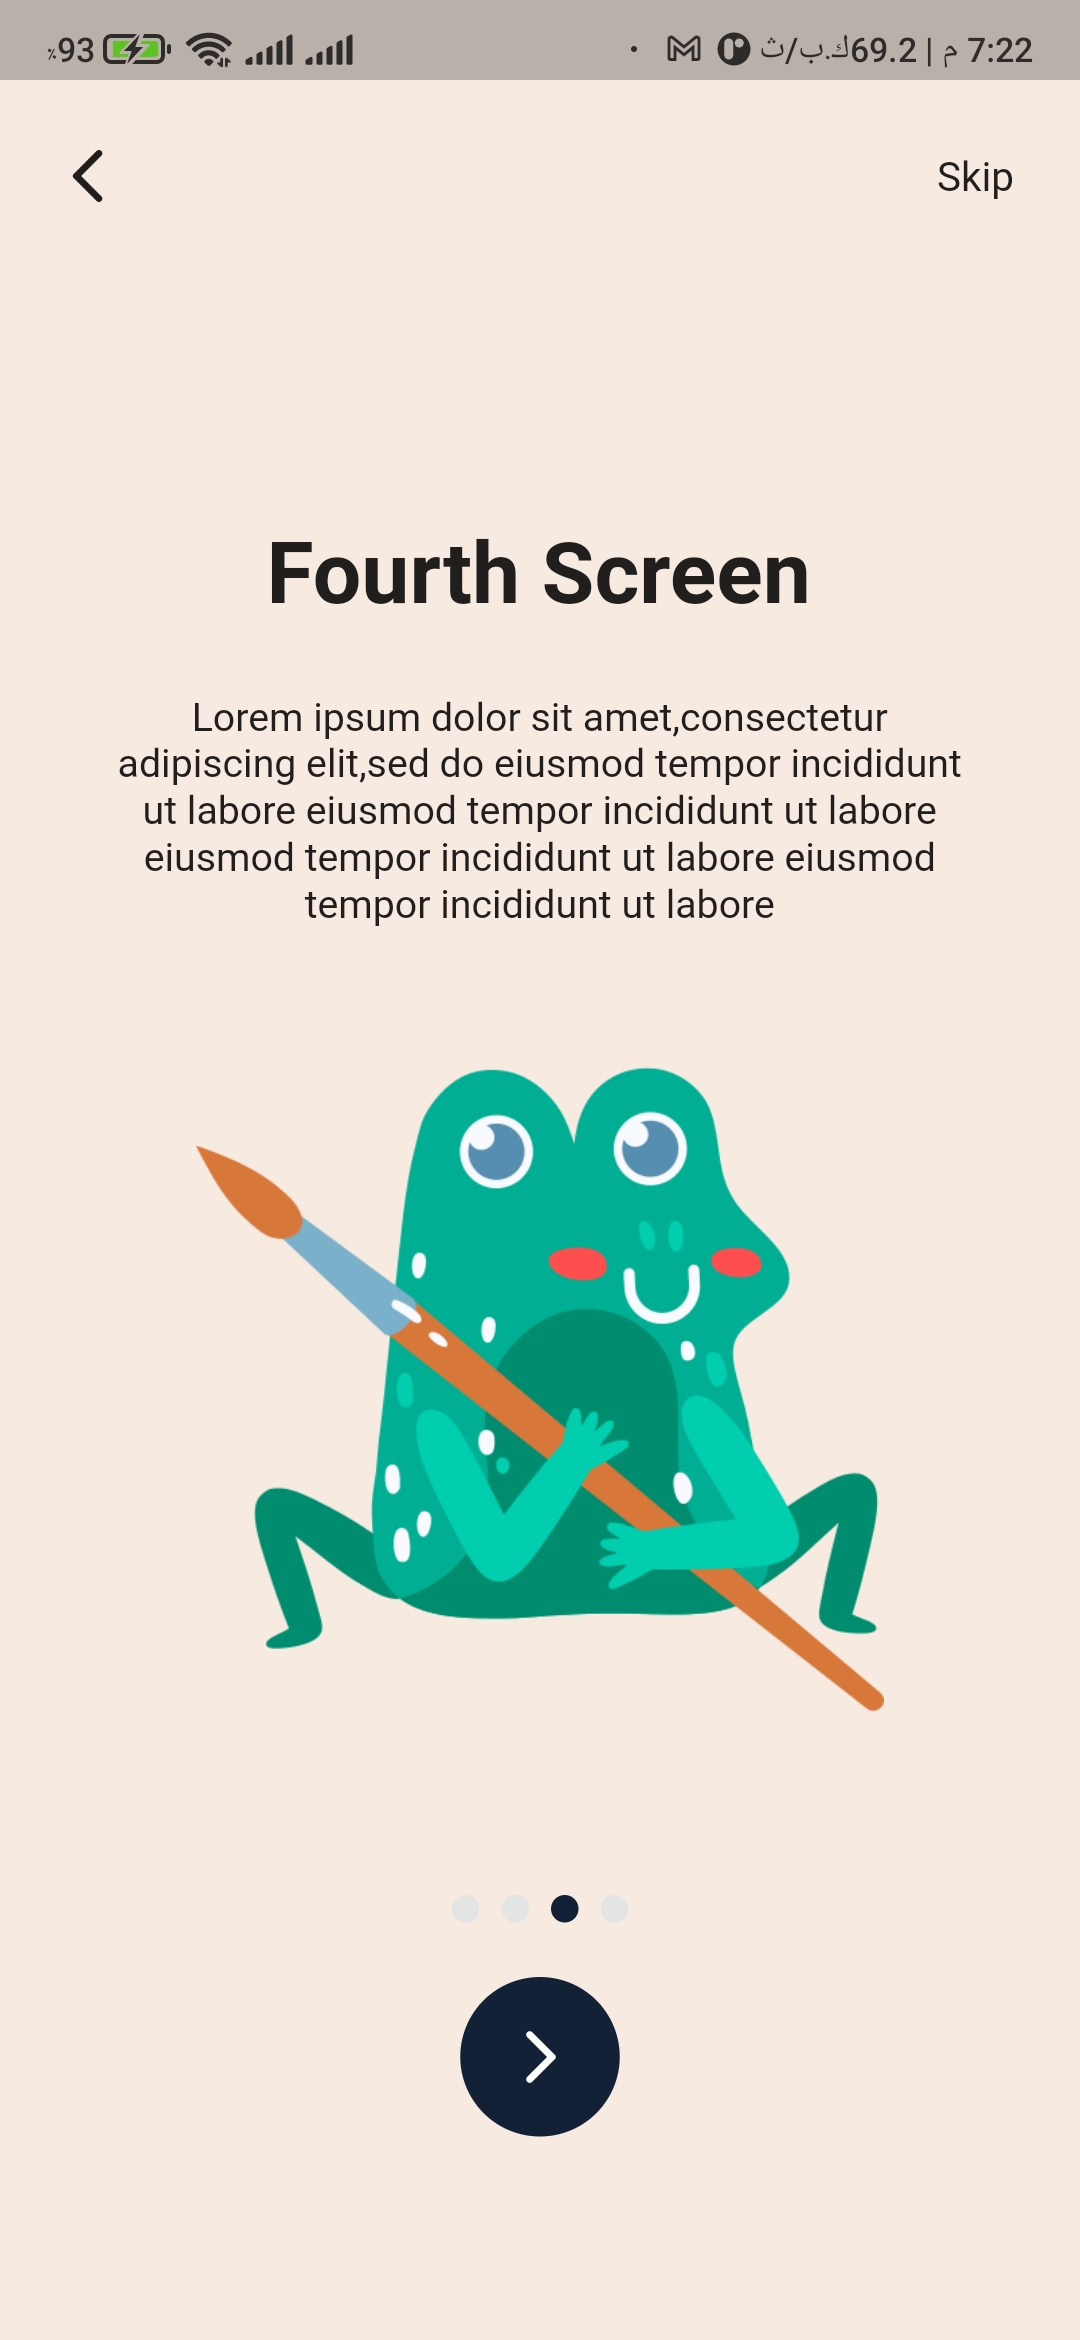 7:22 م | 69.2ك.ب/ث
٪93
Skip
Fourth Screen
Lorem ipsum dolor sit amet,consectetur
adipiscing elit,sed do eiusmod tempor incididunt
ut labore eiusmod tempor incididunt ut labore
eiusmod tempor incididunt ut labore eiusmod
tempor incididunt ut labore